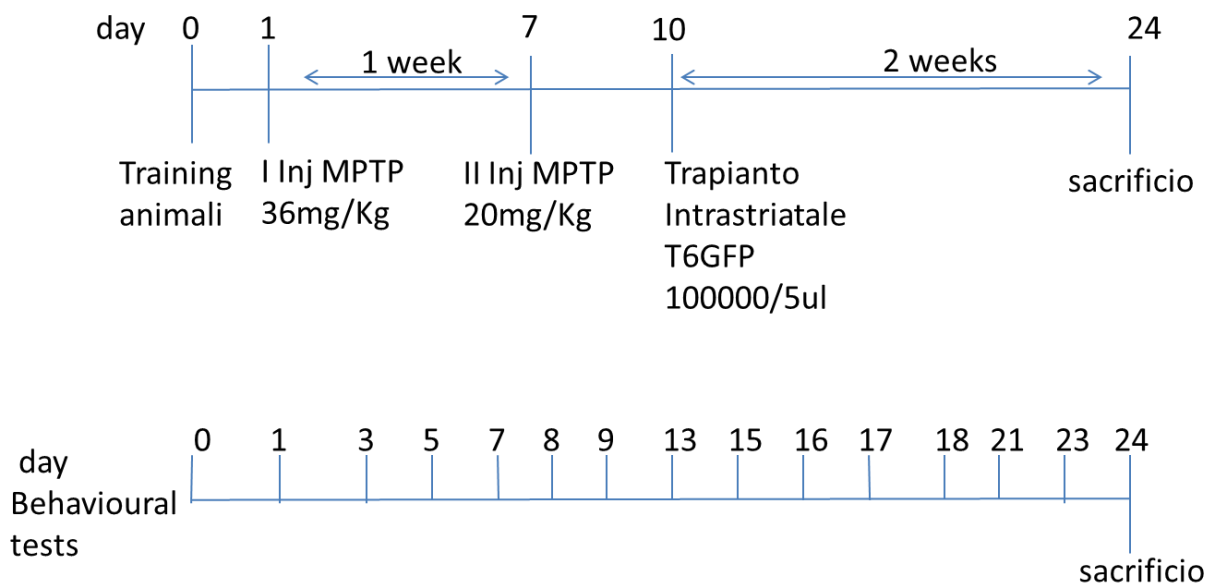 day 0 1 7 10 24
1 week 2 weeks
Training animali
I Inj MPTP 36mg/Kg
II Inj MPTP 20mg/Kg
Trapianto Intrastriatale T6GFP 100000/5ul
sacrificio
day 0 1 3 5 7 8 9 13 15 16 17 18 21 23 24
Behavioural
tests
sacrificio